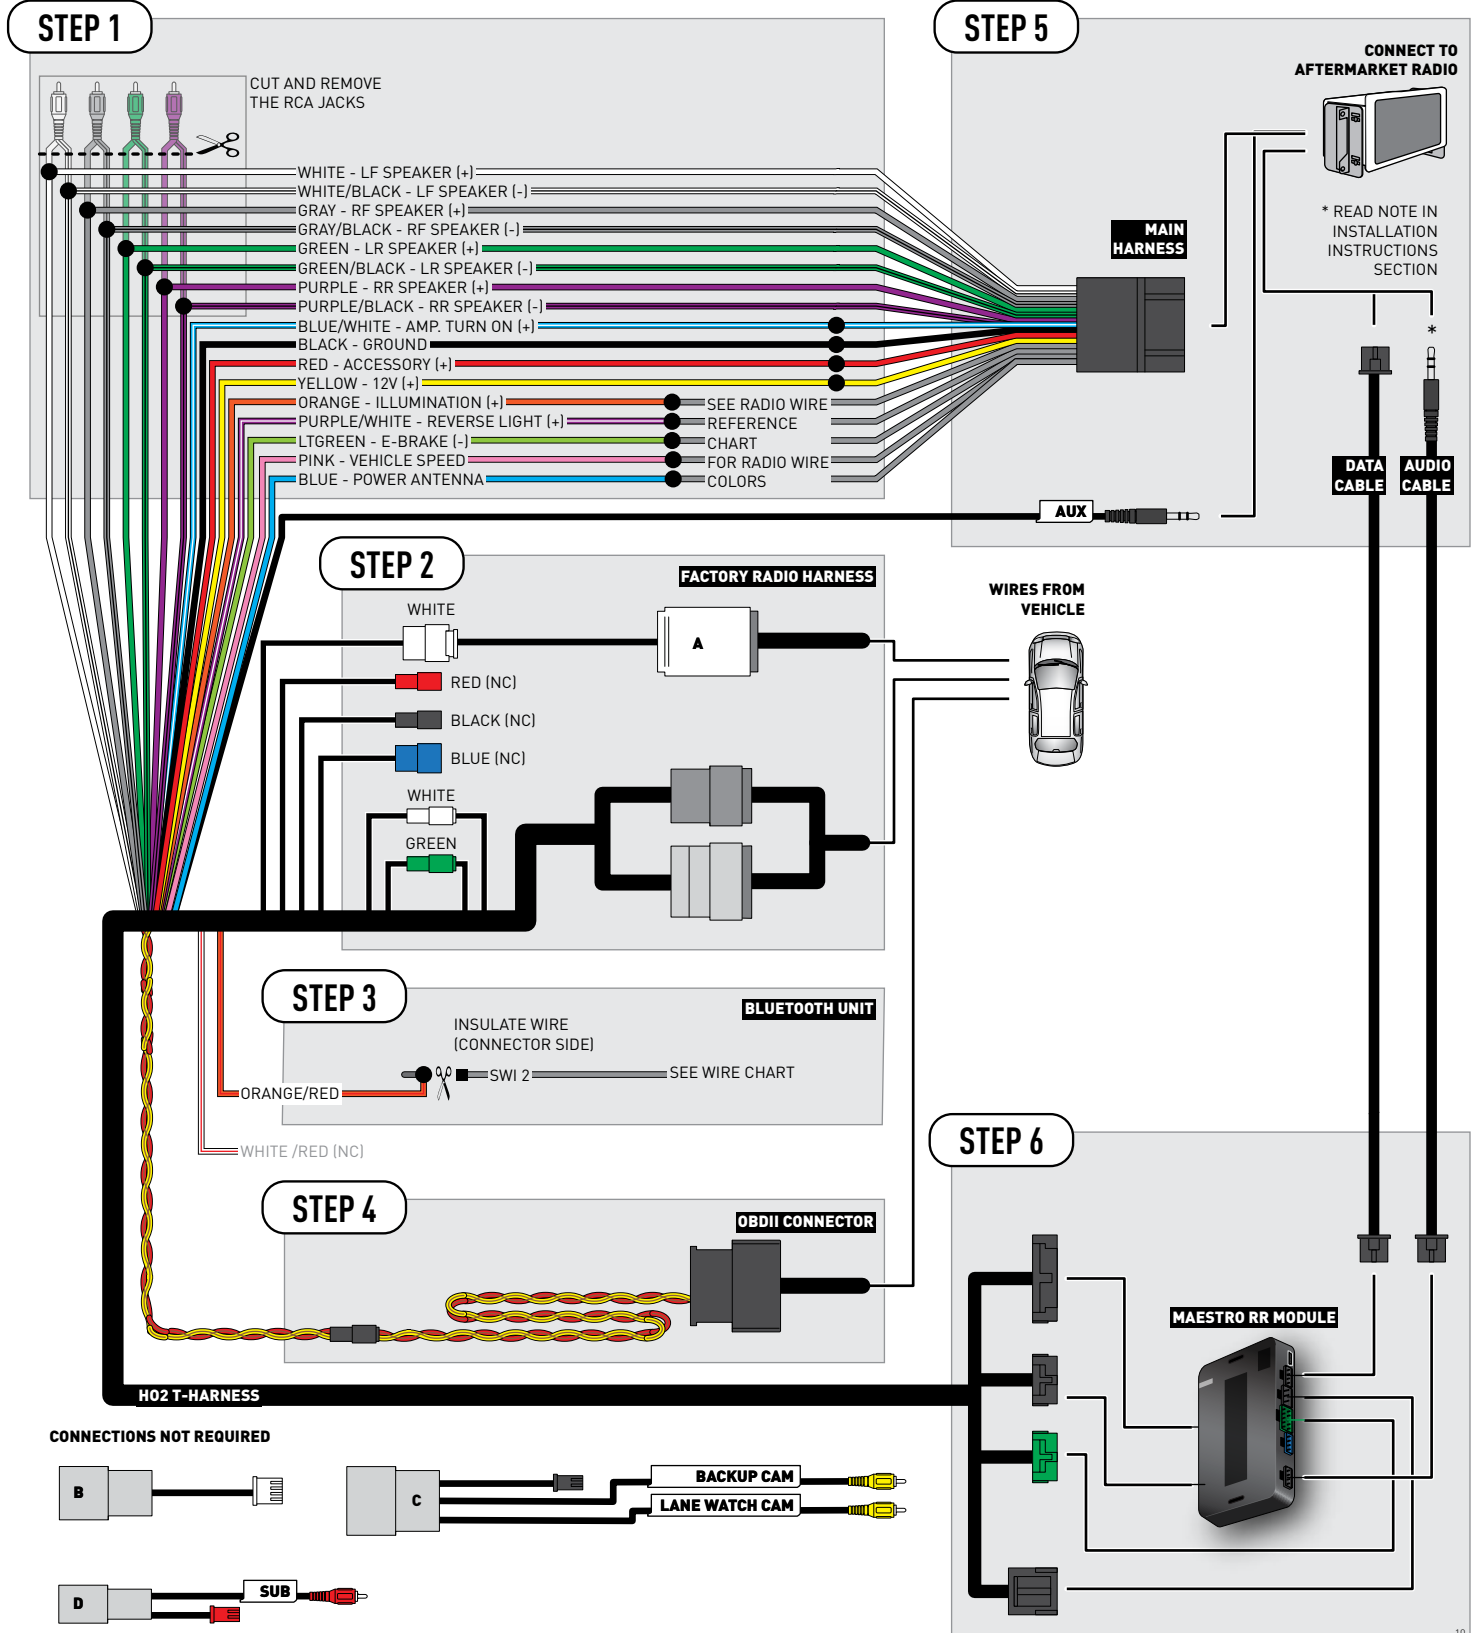 STEP 1
CUT AND REMOVE
THE RCA JACKS
WHITE - LF SPEAKER (+)
WHITE/BLACK - LF SPEAKER (-)
GRAY - RF SPEAKER (+)
GRAY/BLACK - RF SPEAKER (-)
GREEN - LR SPEAKER (+)
GREEN/BLACK - LR SPEAKER (-)
PURPLE - RR SPEAKER (+)
PURPLE/BLACK - RR SPEAKER (-)
BLUE/WHITE - AMP. TURN ON (+)
BLACK - GROUND
RED - ACCESSORY (+)
YELLOW - 12V (+)
ORANGE - ILLUMINATION (+)
PURPLE/WHITE - REVERSE LIGHT (+)
LTGREEN - E-BRAKE (-)
PINK - VEHICLE SPEED
BLUE - POWER ANTENNA
SEE RADIO WIRE
REFERENCE
CHART
FOR RADIO WIRE
COLORS
STEP 5
CONNECT TO
AFTERMARKET RADIO
* READ NOTE IN
INSTALLATION
INSTRUCTIONS
SECTION
MAIN
HARNESS
*
DATA
CABLE
AUDIO
CABLE
AUX
STEP 2
FACTORY RADIO HARNESS
WHITE
A
RED (NC)
BLACK (NC)
BLUE (NC)
WHITE
GREEN
WIRES FROM
VEHICLE
STEP 3
BLUETOOTH UNIT
INSULATE WIRE
(CONNECTOR SIDE)
SWI 2
SEE WIRE CHART
ORANGE/RED
WHITE /RED (NC)
STEP 4
OBDII CONNECTOR
STEP 6
MAESTRO RR MODULE
HO2 T-HARNESS
CONNECTIONS NOT REQUIRED
B
C
BACKUP CAM
LANE WATCH CAM
D
SUB
10